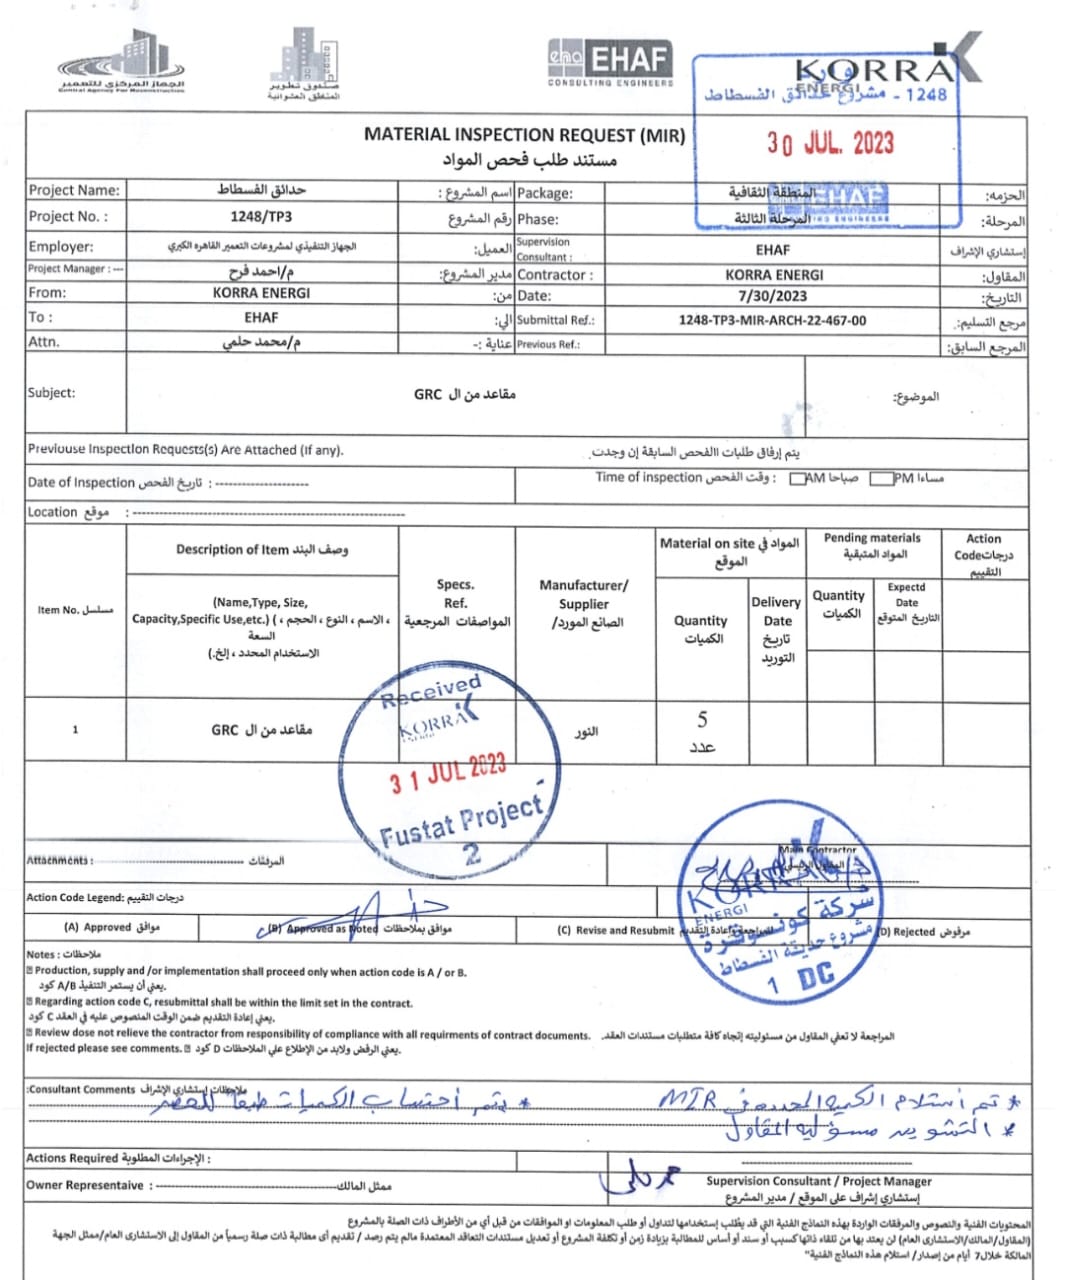 الجهاز المركزي للتعمير
Central Agency For Reconstruction
صندوق تطوير
المناطق العشوائية
eha EHAF
CONSULTING ENGINEERS
KORRA
ENERGI
1248 - مشروع حدائق الفسطاط
30 JUL. 2023
EHAF
MATERIAL INSPECTION REQUEST (MIR)
مستند طلب فحص المواد
Project Name: حدائق الفسطاط اسم المشروع : Package: المنطقة الثقافية الحزمه:
Project No. : 1248/TP3 رقم المشروع Phase: المرحلة الثالثة المرحلة:
Employer: الجهاز التنفيذي لمشروعات التعمير القاهره الكبري العميل: Supervision Consultant : EHAF إستشاري الإشراف
Project Manager : --- م/احمد فرح مدير المشروع: Contractor : KORRA ENERGI المقاول:
From: KORRA ENERGI من: Date: 7/30/2023 التاريخ:
To : EHAF الي: Submittal Ref.: 1248-TP3-MIR-ARCH-22-467-00 مرجع التسليم:
Attn. م/محمد حلمي عناية :- Previous Ref.: المرجع السابق:
Subject: مقاعد من ال GRC الموضوع:
Previouse Inspection Requests(s) Are Attached (If any). يتم إرفاق طلبات االفحص السابقة إن وجدت.
Date of Inspection تاريخ الفحص : -------------------- Time of inspection وقت الفحص : AM صباحا PM مساءا
Location موقع : --------------------
Item No. مسلسل
Description of Item وصف البند
(Name,Type, Size,
Capacity,Specific Use,etc.) ( الاسم ، النوع ، الحجم ،
السعة ،
الاستخدام المحدد ، إلخ.)
Specs.
Ref.
المواصفات المرجعية
Manufacturer/
Supplier
الصانع المورد/
Material on site المواد في
الموقع
Quantity
الكميات
Delivery
Date
تاريخ
التوريد
Pending materials
المواد المتبقية
Quantity
الكميات
Expectd
Date
التاريخ المتوقع
Action
Code درجات
التقييم
1 مقاعد من ال GRC النور 5
عدد
Received
KORRA
ENERGI
31 JUL 2023
Fustat Project
2
Attachments : -------------------- المرفقات
Main Contractor
المقاول الرئيسي
KORRA
ENERGI
شركة كونسوقرة
مشروع حديقة الفسطاط
1 DC
Action Code Legend: درجات التقييم
(A) Approved موافق (B) Approved as Noted موافق بملاحظات (C) Revise and Resubmit للمراجعة وإعادة التقديم (D) Rejected مرفوض
Notes : ملاحظات
Production, supply and /or implementation shall proceed only when action code is A / or B.
يعني أن يستمر التنفيذ A/B كود.
Regarding action code C, resubmittal shall be within the limit set in the contract.
يعني إعادة التقديم ضمن الوقت المنصوص عليه في العقد C كود.
Review dose not relieve the contractor from responsibility of compliance with all requirments of contract documents. المراجعة لا تعفي المقاول من مسئوليته إتجاه كافة متطلبات مستندات العقد.
If rejected please see comments. يعني الرفض ولابد من الإطلاع علي الملاحظات D كود.
:Consultant Comments ملاحظات إستشاري الإشراف
* تم أستلام الكمية المحدده في MIR * يتم أحتساب الكميات طبقاً للحصر
* التشوين مسؤلية المقاول
Actions Required الإجراءات المطلوبة :
Owner Representaive : -------------------- ممثل المالك
Supervision Consultant / Project Manager
إستشاري إشراف على الموقع / مدير المشروع
المحتويات الفنية والنصوص والمرفقات الواردة بهذه النماذج الفنية التي قد يطلب إستخدامها لتداول أو طلب المعلومات او الموافقات من قبل أي من الأطراف ذات الصلة بالمشروع
(المقاول/المالك/الاستشاري العام) لن يعتد بها من تلقاء ذاتها كسبب أو سند أو أساس للمطالبة بزيادة زمن أو تكلفة المشروع أو تعديل مستندات التعاقد المعتمدة مالم يتم رصد / تقديم أى مطالبة ذات صلة رسمياً من المقاول إلى الاستشارى العام/ممثل الجهة
المالكة خلال 7 أيام من إصدار/ استلام هذه النماذج الفنية"